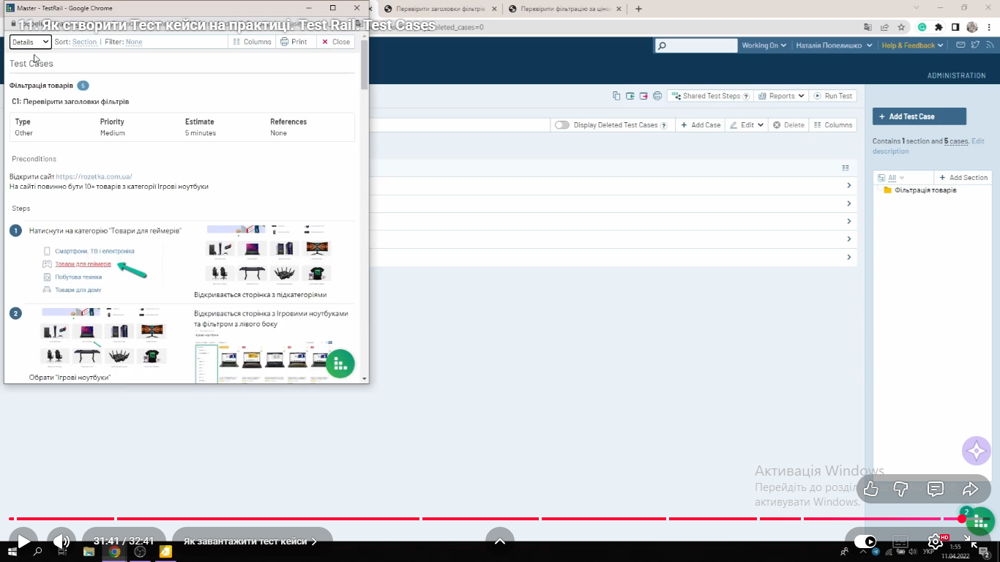 Master - TestRail - Google Chrome
Перевірити заголовки фільтрів
Перевірити фільтрацію за ціно
11. Як створити Тест кейси на практиці. Test Rail: Test Cases
eleted_cases=0
Details
Sort: Section | Filter: None
Columns
Print
Close
Working On
Наталія Попелишко
Help & Feedback
ADMINISTRATION
Test Cases
Фільтрація товарів 5
C1: Перевірити заголовки фільтрів
Type
Priority
Estimate
References
Other
Medium
5 minutes
None
Preconditions
Відкрити сайт https://rozetka.com.ua/
На сайті повинно бути 10+ товарів з категорії Ігрові ноутбуки
Steps
1
Натиснути на категорію "Товари для геймерів"
Смартфони, ТВ і електроніка
Товари для геймерів
Побутова техніка
Товари для дому
Відкривається сторінка з підкатегоріями
2
Обрати "Ігрові ноутбуки"
Відкривається сторінка з Ігровими ноутбуками
та фільтром з лівого боку
Shared Test Steps
Reports
Run Test
Display Deleted Test Cases
Add Case
Edit
Delete
Columns
+ Add Test Case
Contains 1 section and 5 cases. Edit
description
All
+ Add Section
Фільтрація товарів
Активація Windows
Перейдіть до розділ
активувати Windows.
2
31:41 / 32:41
Як завантажити тест кейси
HD
УКР
1:55
11.04.2022
2